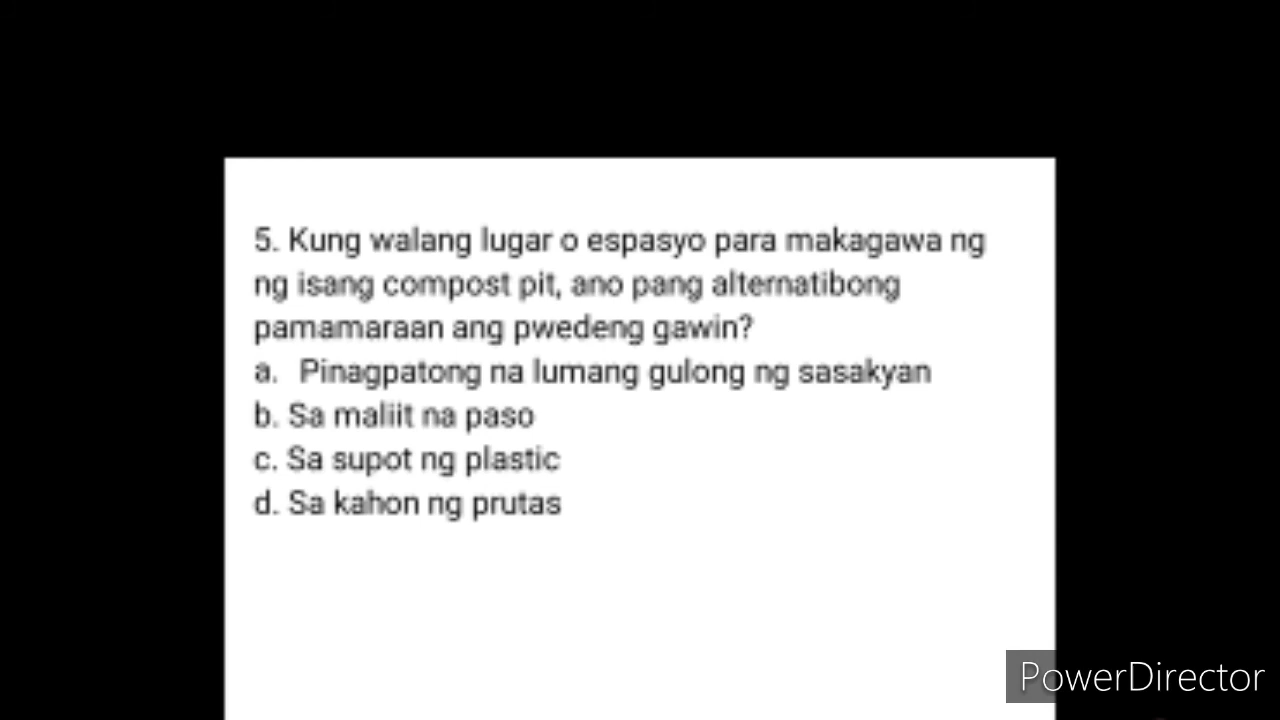 5. Kung walang lugar o espasyo para makagawa ng
ng isang compost pit, ano pang alternatibong
pamamaraan ang pwedeng gawin?
a. Pinagpatong na lumang gulong ng sasakyan
b. Sa maliit na paso
c. Sa supot ng plastic
d. Sa kahon ng prutas
PowerDirector